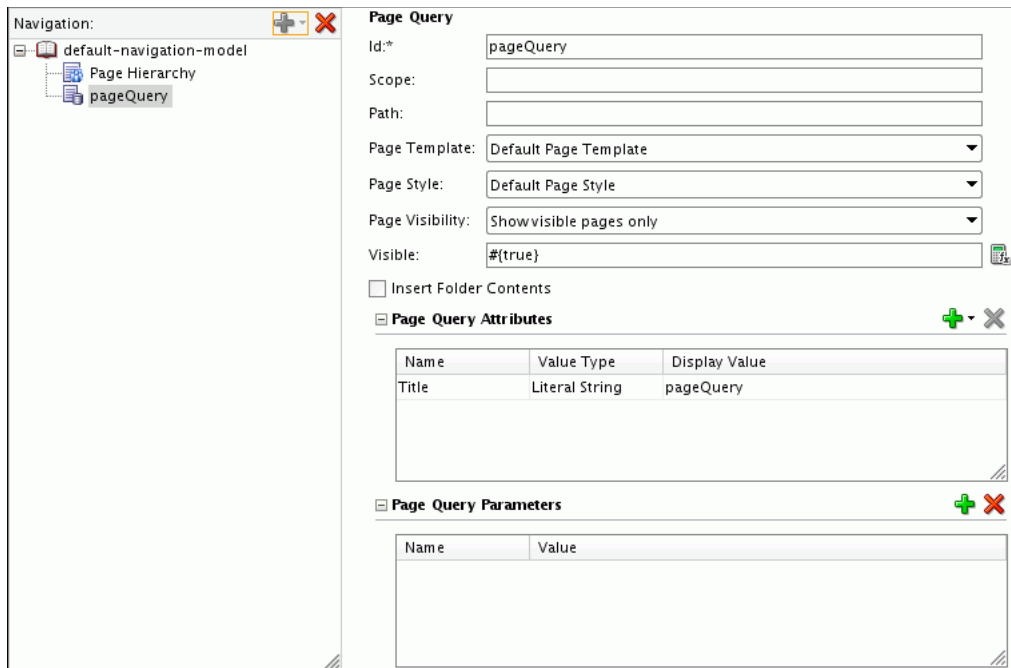 Navigation:
default-navigation-model
Page Hierarchy
pageQuery
Page Query
Id:* pageQuery
Scope:
Path:
Page Template: Default Page Template
Page Style: Default Page Style
Page Visibility: Show visible pages only
Visible: #{true}
Insert Folder Contents
Page Query Attributes
Name Value Type Display Value
Title Literal String pageQuery
Page Query Parameters
Name Value